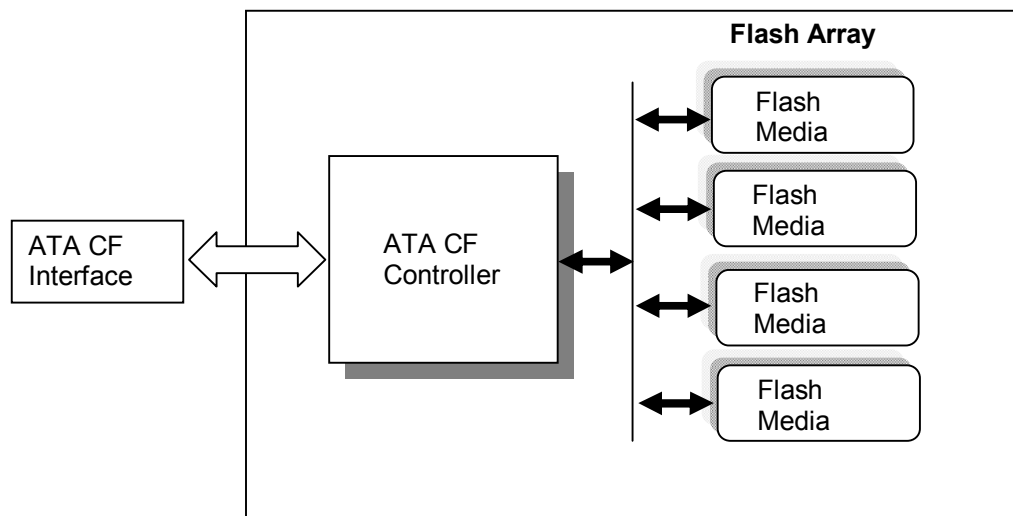 Flash Array
Flash
Media
Flash
Media
ATA CF
Interface
ATA CF
Controller
Flash
Media
Flash
Media